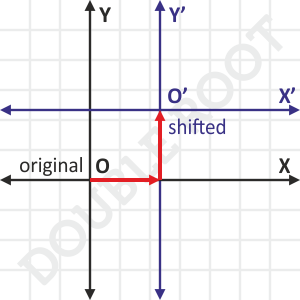 Y Y'
O' X'
shifted
original O X
DOUBLEROOT